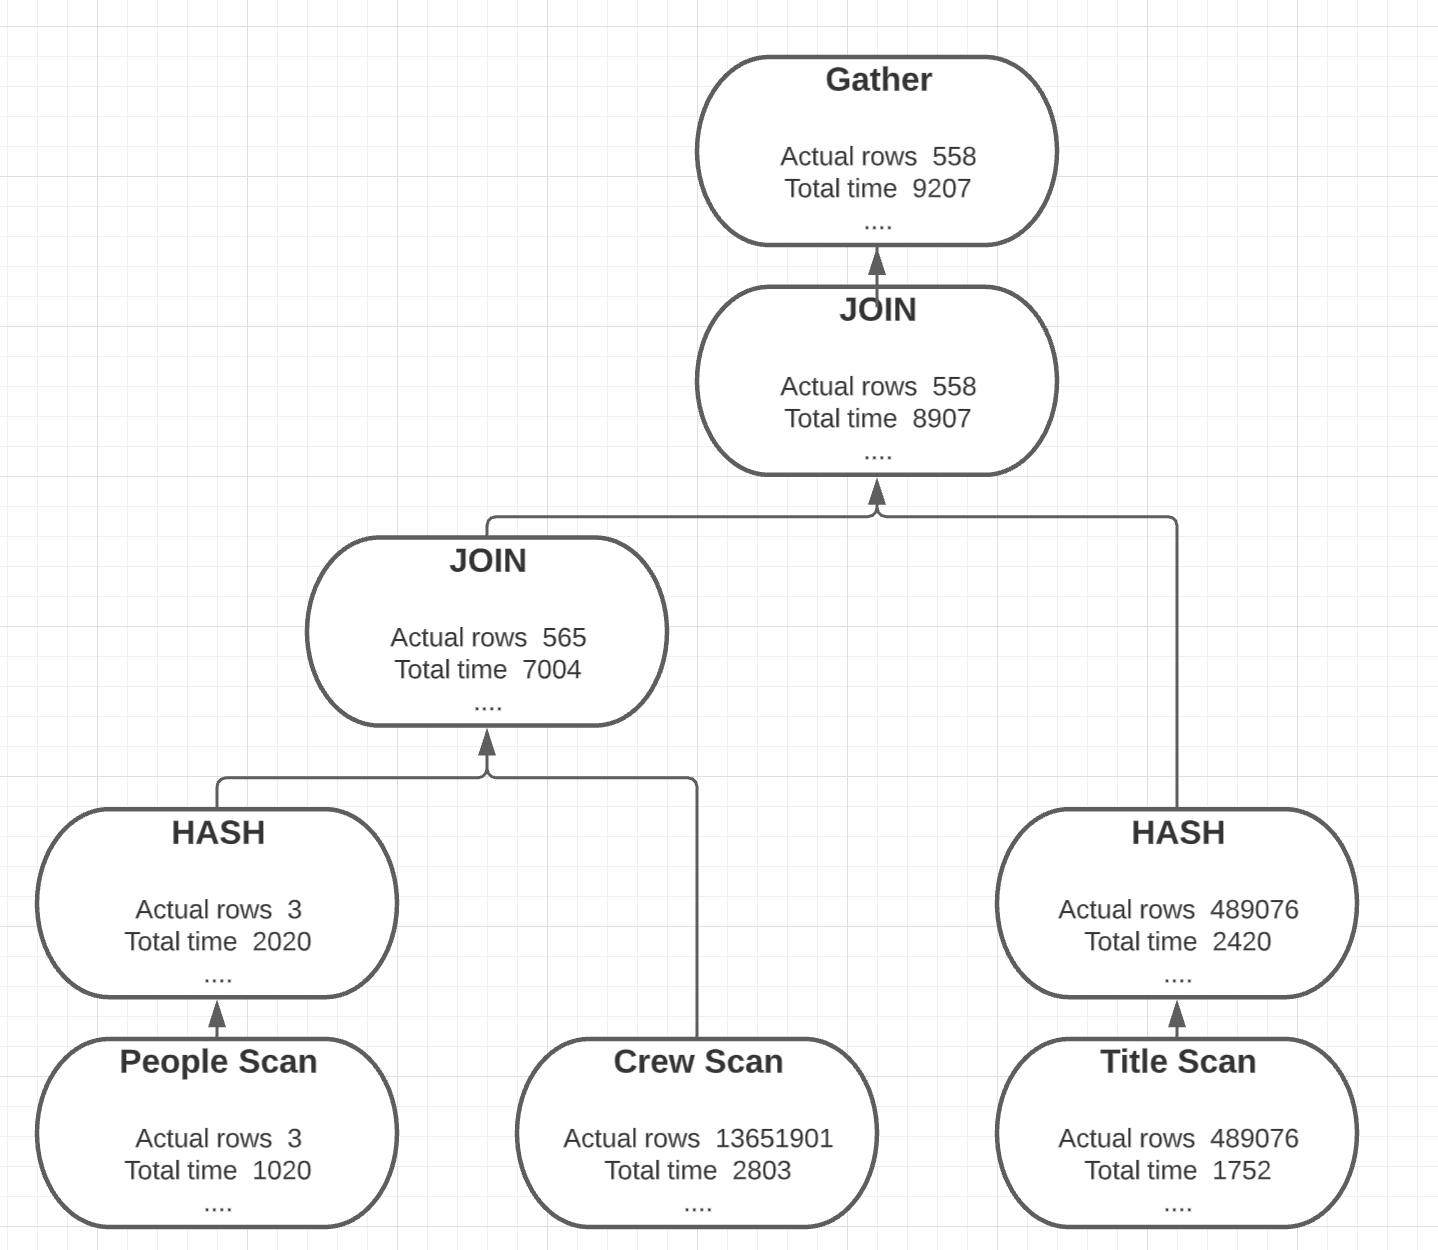 Gather
Actual rows  558
Total time  9207
....
JOIN
Actual rows  558
Total time  8907
....
JOIN
Actual rows  565
Total time  7004
....
HASH
Actual rows  3
Total time  2020
....
HASH
Actual rows  489076
Total time  2420
....
People Scan
Actual rows  3
Total time  1020
....
Crew Scan
Actual rows  13651901
Total time  2803
....
Title Scan
Actual rows  489076
Total time  1752
....